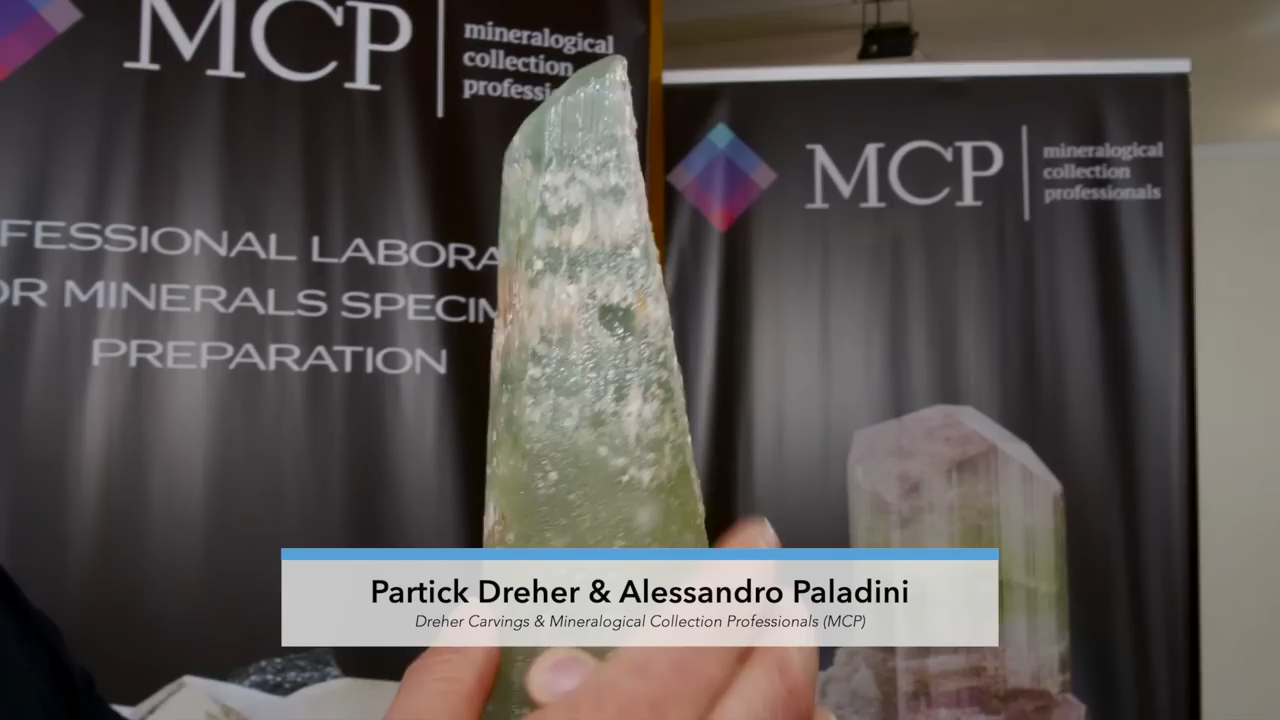 MCP
mineralogical
collection
professi
FESSIONAL LABORA
OR MINERALS SPECIM
PREPARATION
MCP
mineralogical
collection
professionals
Partick Dreher & Alessandro Paladini
Dreher Carvings & Mineralogical Collection Professionals (MCP)